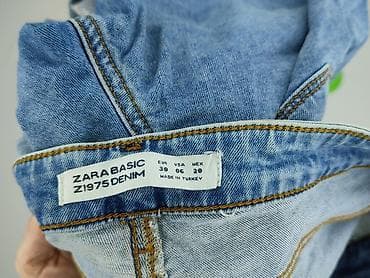 ZARA BASIC
Z1975 DENIM
EUR USA MEX
38 06 28
MADE IN TURKEY